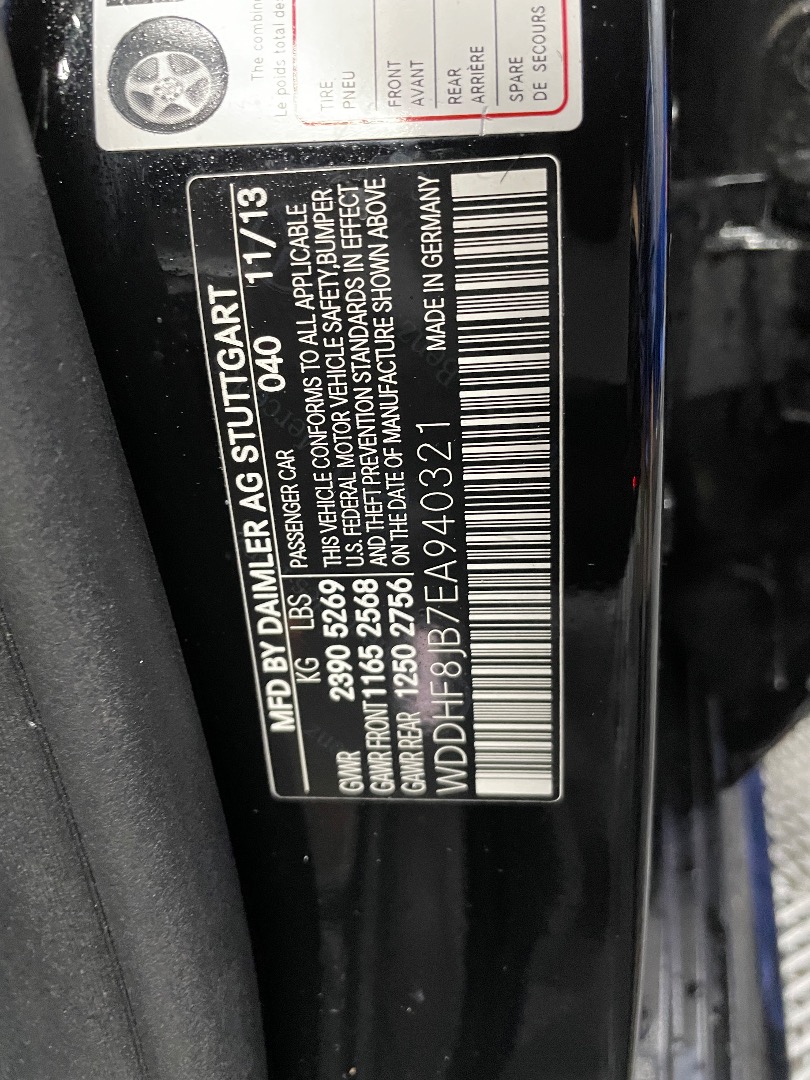 MFD BY DAIMLER AG STUTTGART
040 11/13
KG LBS
PASSENGER CAR
GVWR 2390 5269
GAWR FRONT 1165 2568
GAWR REAR 1250 2756
THIS VEHICLE CONFORMS TO ALL APPLICABLE
U.S. FEDERAL MOTOR VEHICLE SAFETY,BUMPER
AND THEFT PREVENTION STANDARDS IN EFFECT
ON THE DATE OF MANUFACTURE SHOWN ABOVE.
MADE IN GERMANY
WDDHF8JB7EA940321
The combine
Le poids total de
TIRE
PNEU
FRONT
AVANT
REAR
ARRIÈRE
SPARE
DE SECOURS